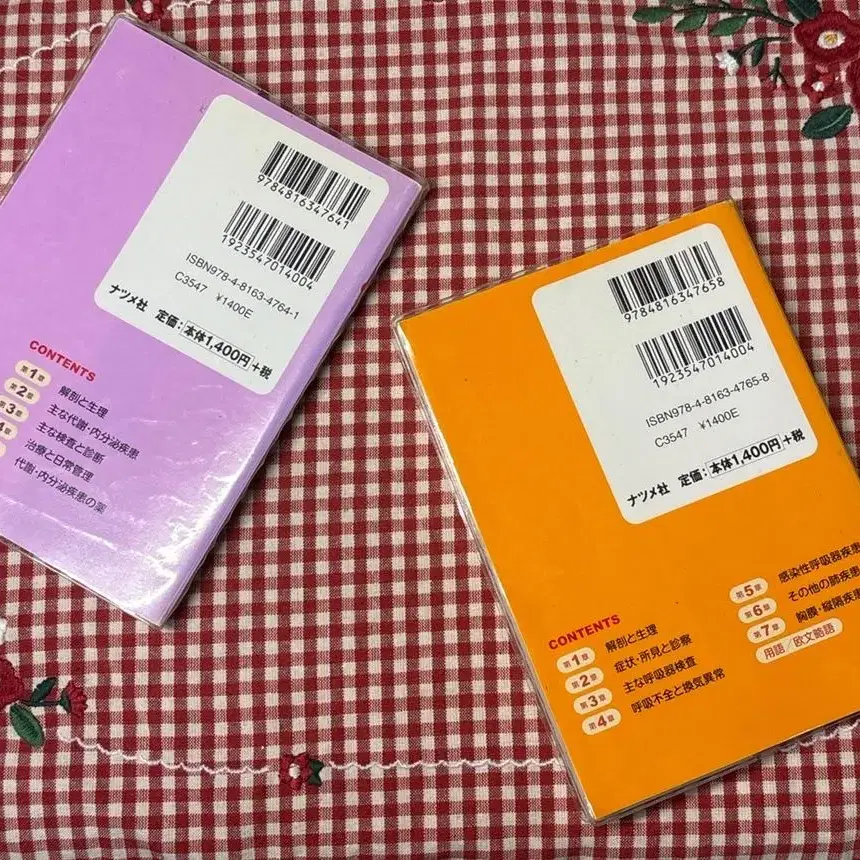 9784816347641
1923547014004
ISBN978-4-8163-4764-1
C3547 ¥1400E
ナツメ社 定価:本体1,400円+税
CONTENTS
第1章 解剖と生理
第2章 主な代謝・内分泌疾患
第3章 主な検査と診断
治療と日常管理
代謝・内分泌疾患の薬
9784816347658
1923547014004
ISBN978-4-8163-4765-8
C3547 ¥1400E
ナツメ社 定価:本体1,400円+税
CONTENTS
第1章 解剖と生理
第2章 症状・所見と診察
第3章 主な呼吸器検査
第4章 呼吸不全と換気異常
第5章 感染性呼吸器疾患
第6章 その他の肺疾患
第7章 胸膜・縦隔疾患
用語/欧文略語